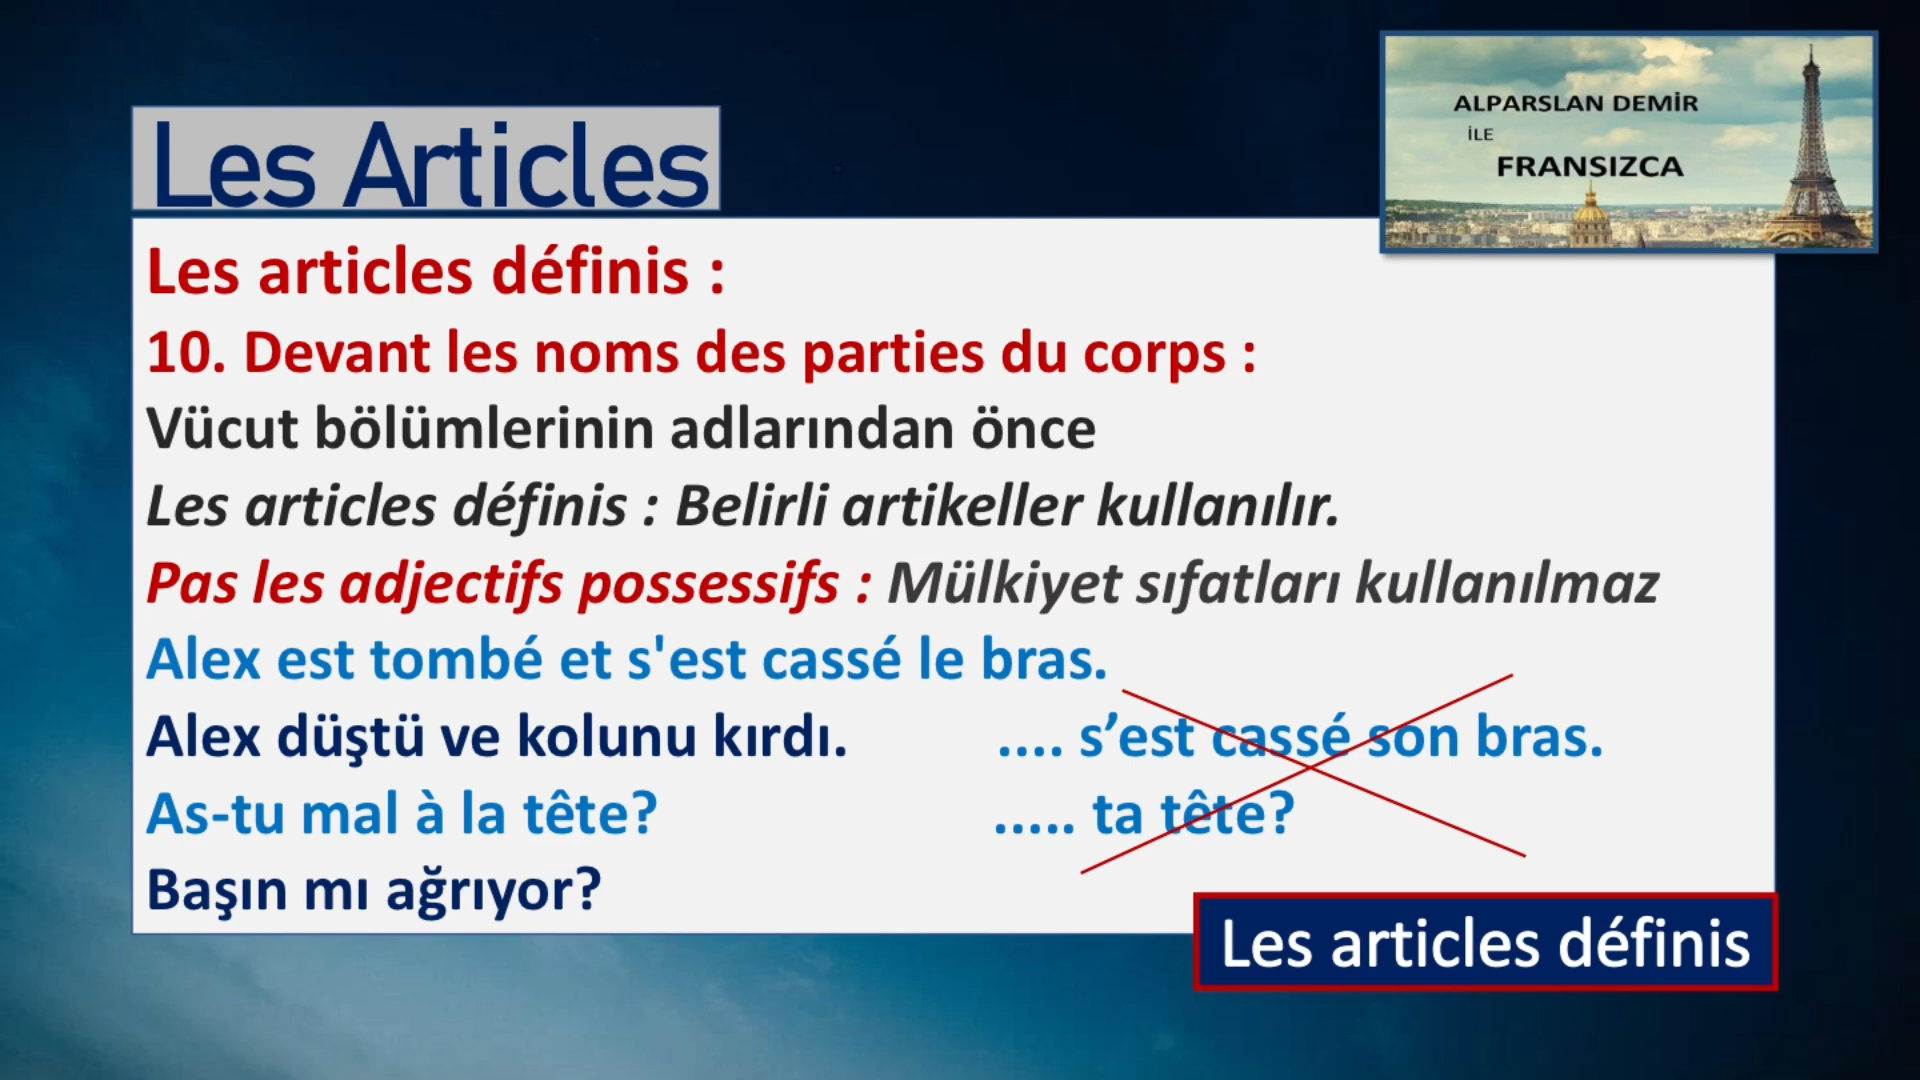 ALPARSLAN DEMİR
İLE
FRANSIZCA
Les Articles
Les articles définis :
10. Devant les noms des parties du corps :
Vücut bölümlerinin adlarından önce
Les articles définis : Belirli artikeller kullanılır.
Pas les adjectifs possessifs : Mülkiyet sıfatları kullanılmaz
Alex est tombé et s'est cassé le bras.
Alex düştü ve kolunu kırdı. .... s’est cassé son bras.
As-tu mal à la tête? ..... ta tête?
Başın mı ağrıyor?
Les articles définis